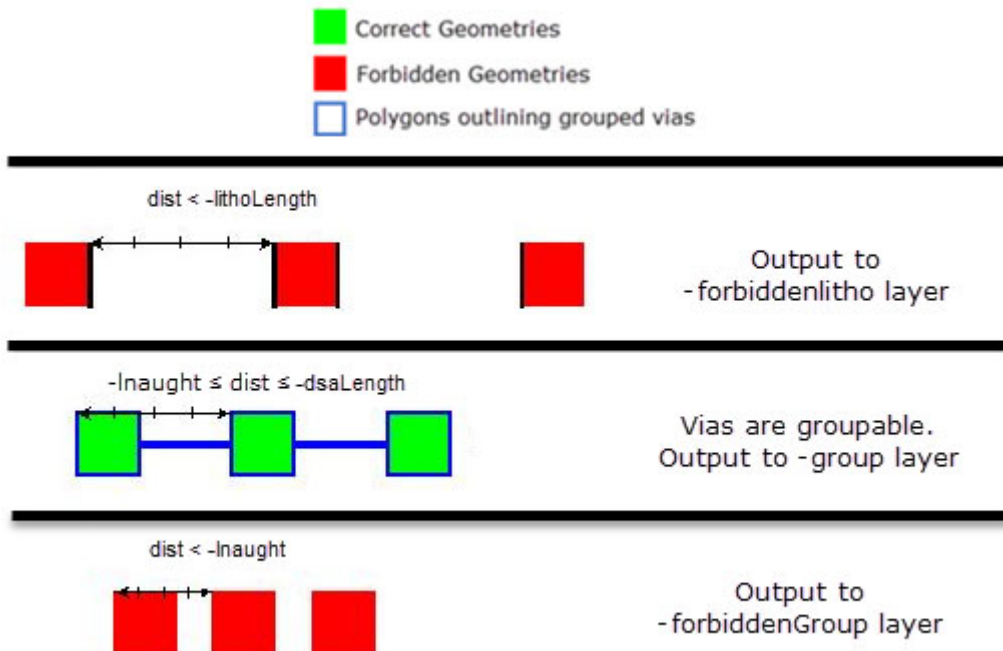 Correct Geometries
Forbidden Geometries
Polygons outlining grouped vias
dist < -lithoLength
Output to
-forbiddenlitho layer
-lnaught ≤ dist ≤ -dsaLength
Vias are groupable.
Output to -group layer
dist < -lnaught
Output to
-forbiddenGroup layer